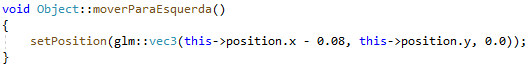 void Object::moverParaEsquerda()
{
setPosition(glm::vec3(this->position.x - 0.08, this->position.y, 0.0));
}